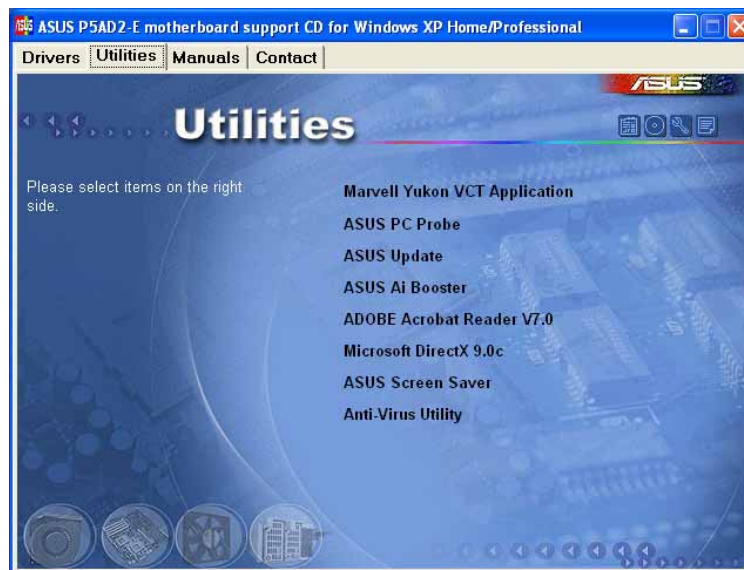 ASUS P5AD2-E motherboard support CD for Windows XP Home/Professional
Drivers Utilities Manuals Contact
/ISUS
Utilities
Please select items on the right
side.
Marvell Yukon VCT Application
ASUS PC Probe
ASUS Update
ASUS Ai Booster
ADOBE Acrobat Reader V7.0
Microsoft DirectX 9.0c
ASUS Screen Saver
Anti-Virus Utility